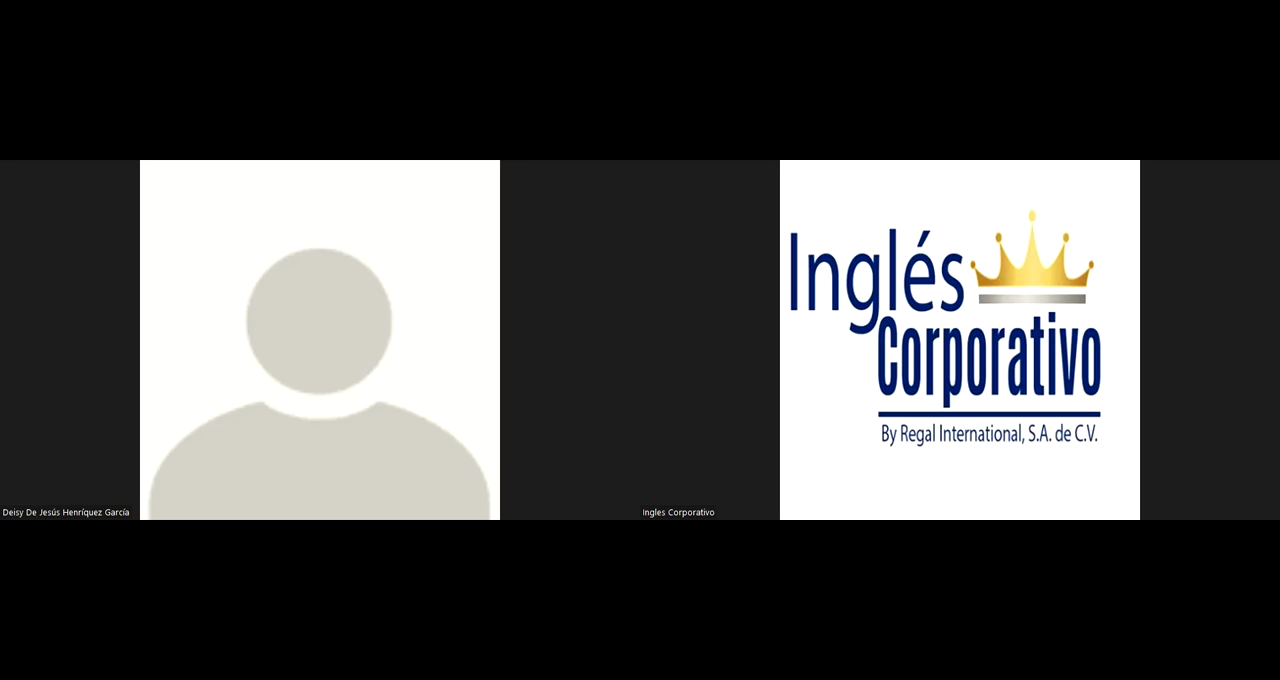 Deisy De Jesús Henríquez García
Inglés
Corporativo
By Regal International, S.A. de C.V.
Ingles Corporativo